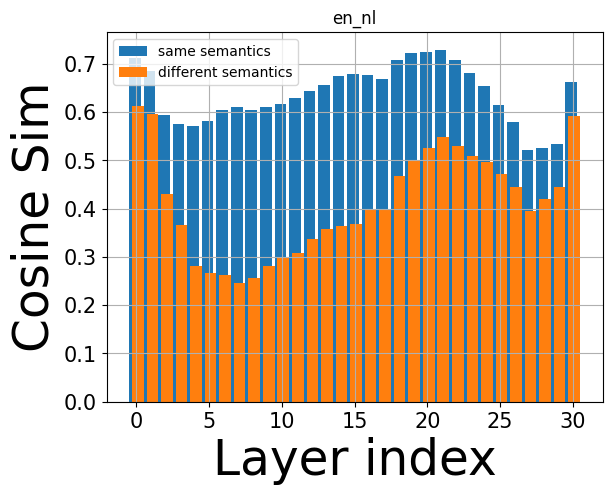 en_nl
same semantics
different semantics
Cosine Sim
0.7
0.6
0.5
0.4
0.3
0.2
0.1
0.0
0 5 10 15 20 25 30
Layer index